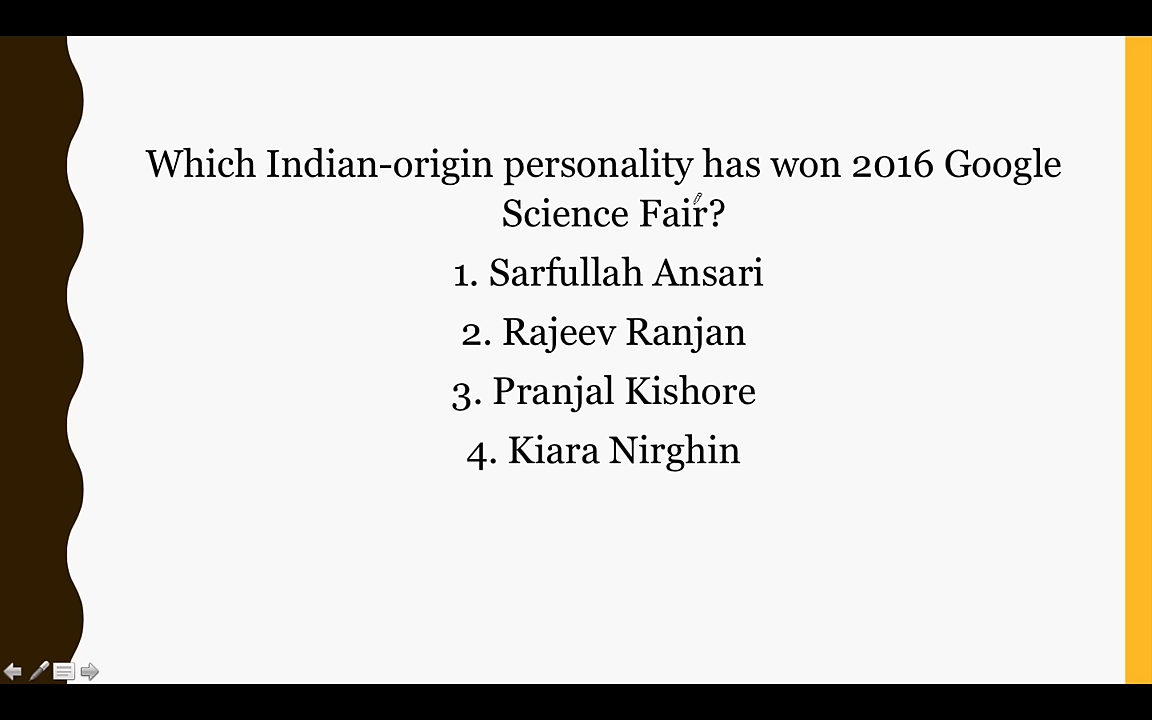 Which Indian-origin personality has won 2016 Google
Science Fair?
1. Sarfullah Ansari
2. Rajeev Ranjan
3. Pranjal Kishore
4. Kiara Nirghin